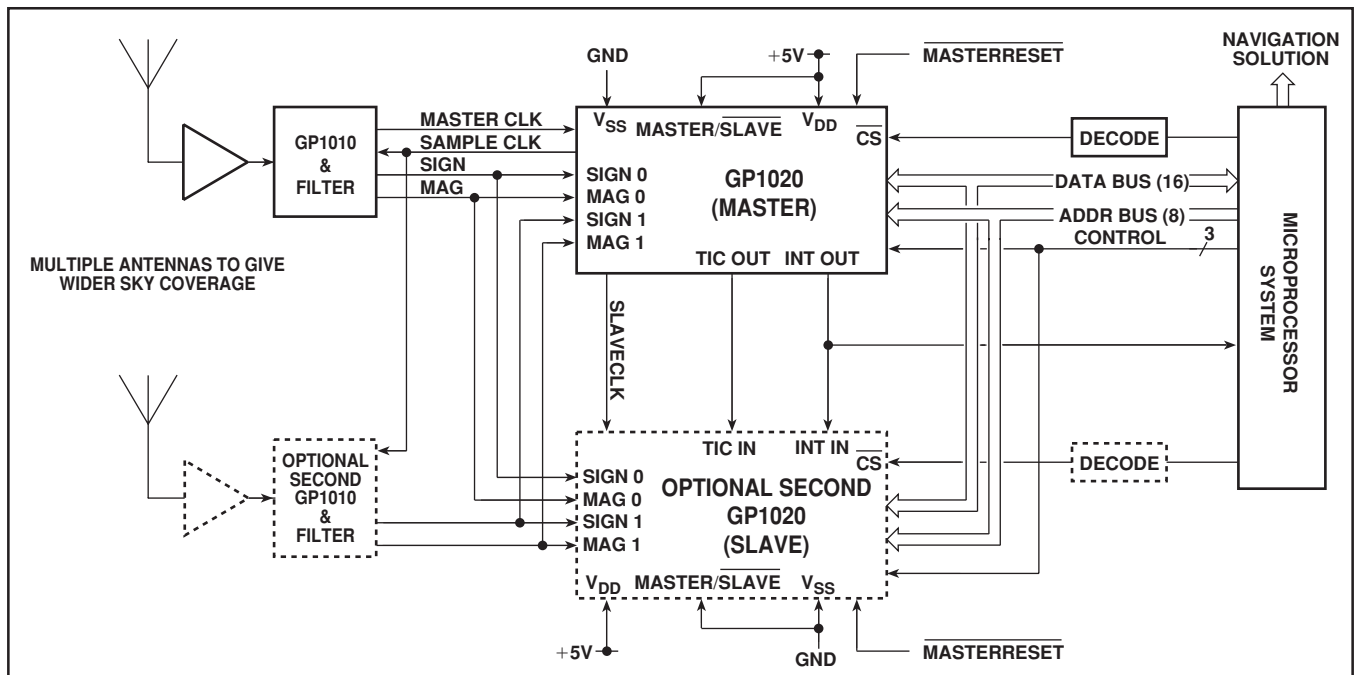 GND
+5V
MASTERRESET
NAVIGATION
SOLUTION
GP1010
&
FILTER
MASTER CLK
SAMPLE CLK
SIGN
MAG
VSS
MASTER/SLAVE
VDD
CS
SIGN 0
MAG 0
SIGN 1
MAG 1
GP1020
(MASTER)
TIC OUT
INT OUT
DECODE
DATA BUS (16)
ADDR BUS (8)
CONTROL
3
MICROPROCESSOR
SYSTEM
MULTIPLE ANTENNAS TO GIVE
WIDER SKY COVERAGE
SLAVECLK
OPTIONAL
SECOND
GP1010
&
FILTER
TIC IN
INT IN
CS
SIGN 0
MAG 0
SIGN 1
MAG 1
OPTIONAL SECOND
GP1020
(SLAVE)
DECODE
VDD
MASTER/SLAVE
VSS
+5V
GND
MASTERRESET